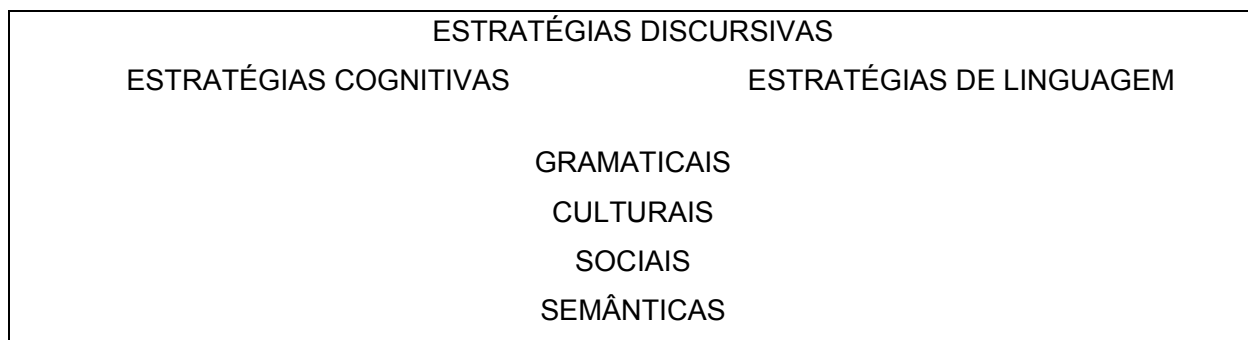 ESTRATÉGIAS DISCURSIVAS
ESTRATÉGIAS COGNITIVAS ESTRATÉGIAS DE LINGUAGEM
GRAMATICAIS
CULTURAIS
SOCIAIS
SEMÂNTICAS